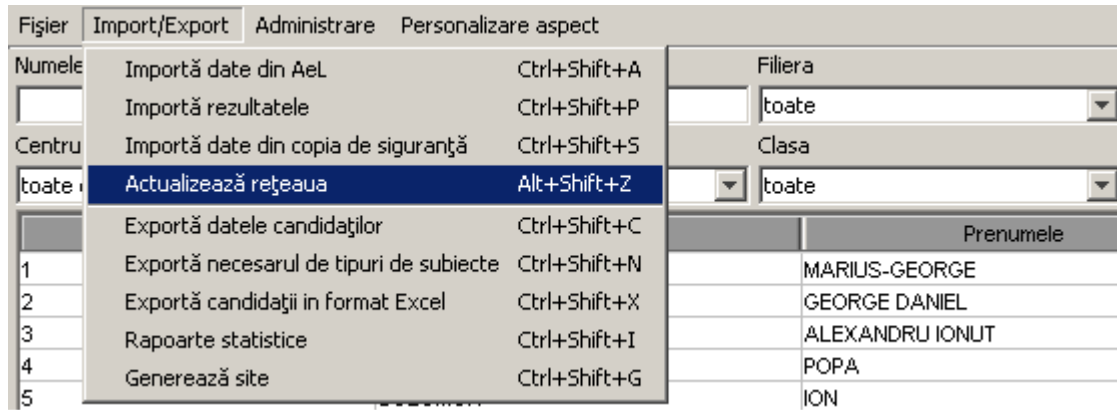 Fişier Import/Export Administrare Personalizare aspect
Numele Filiera
Importă date din AeL Ctrl+Shift+A
toate
Importă rezultatele Ctrl+Shift+P
Centru Clasa
Importă date din copia de siguranţă Ctrl+Shift+S
toate toate
Actualizează reţeaua Alt+Shift+Z
Exportă datele candidaţilor Ctrl+Shift+C
Prenumele
Exportă necesarul de tipuri de subiecte Ctrl+Shift+N
1 MARIUS-GEORGE
Exportă candidaţii in format Excel Ctrl+Shift+X
2 GEORGE DANIEL
Rapoarte statistice Ctrl+Shift+I
3 ALEXANDRU IONUT
4 POPA
Generează site Ctrl+Shift+G
5 ION